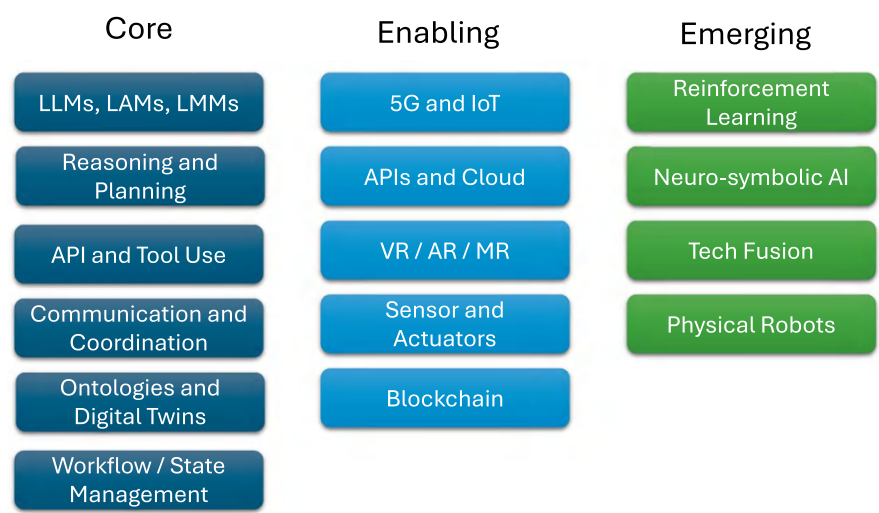 Core
LLMs, LAMs, LMMs
Reasoning and
Planning
API and Tool Use
Communication and
Coordination
Ontologies and
Digital Twins
Workflow / State
Management
Enabling
5G and IoT
APIs and Cloud
VR / AR / MR
Sensor and
Actuators
Blockchain
Emerging
Reinforcement
Learning
Neuro-symbolic AI
Tech Fusion
Physical Robots